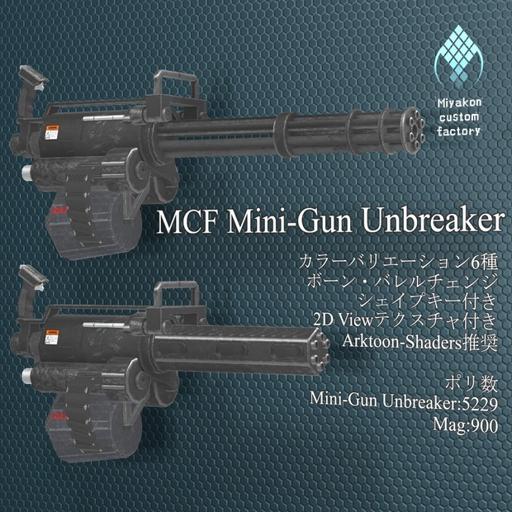 Miyakon
custom
factory
MCF Mini-Gun Unbreaker
カラーバリエーション6種
ボーン・バレルチェンジ
シェイプキー付き
2D Viewテクスチャ付き
Arktoon-Shaders推奨
ポリ数
Mini-Gun Unbreaker:5229
Mag:900